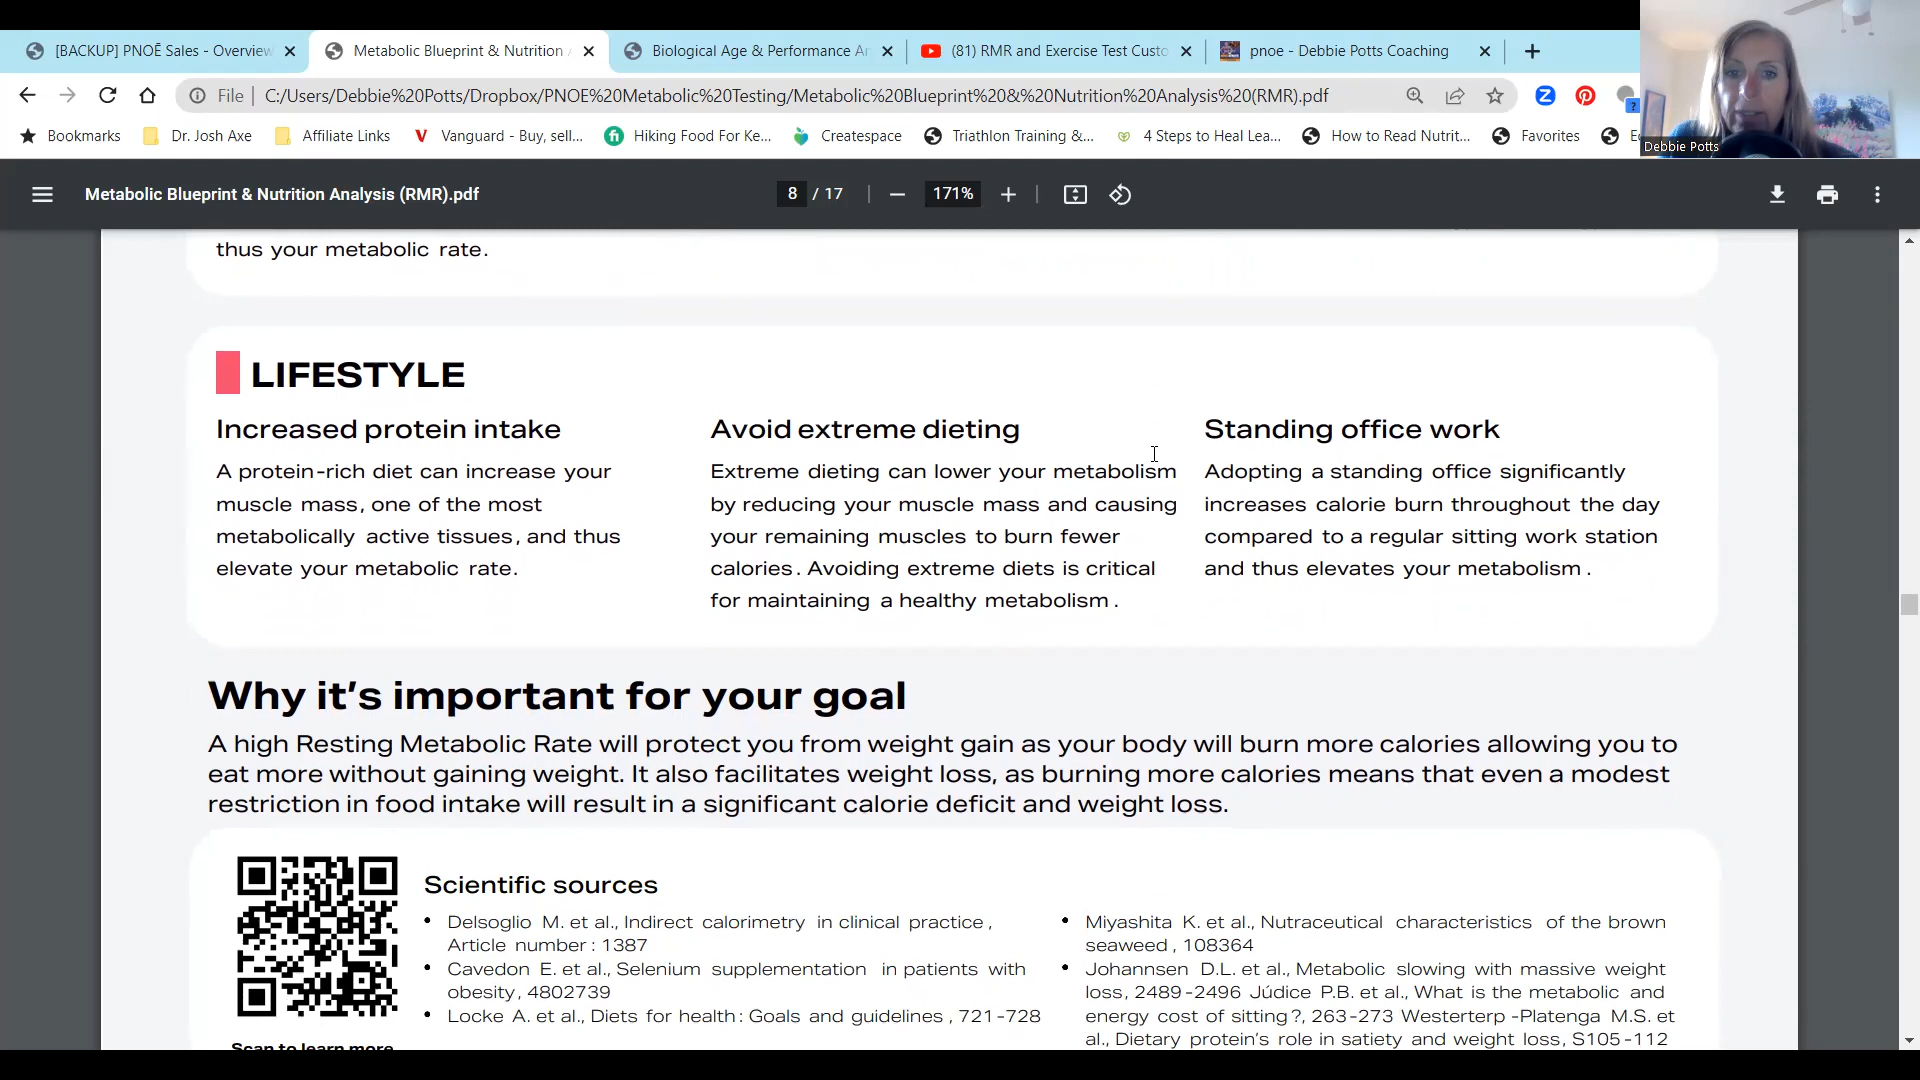 [BACKUP] PNOĒ Sales - Overview
Metabolic Blueprint & Nutrition
Biological Age & Performance An
(81) RMR and Exercise Test Custo
pnoe - Debbie Potts Coaching
File
C:/Users/Debbie%20Potts/Dropbox/PNOE%20Metabolic%20Testing/Metabolic%20Blueprint%20&%20Nutrition%20Analysis%20(RMR).pdf
Bookmarks
Dr. Josh Axe
Affiliate Links
Vanguard - Buy, sell...
Hiking Food For Ke...
Createspace
Triathlon Training &...
4 Steps to Heal Lea...
How to Read Nutrit...
Favorites
Debbie Potts
Metabolic Blueprint & Nutrition Analysis (RMR).pdf
8 / 17
171%
thus your metabolic rate.
LIFESTYLE
Increased protein intake
A protein-rich diet can increase your
muscle mass, one of the most
metabolically active tissues, and thus
elevate your metabolic rate.
Avoid extreme dieting
Extreme dieting can lower your metabolism
by reducing your muscle mass and causing
your remaining muscles to burn fewer
calories. Avoiding extreme diets is critical
for maintaining a healthy metabolism.
Standing office work
Adopting a standing office significantly
increases calorie burn throughout the day
compared to a regular sitting work station
and thus elevates your metabolism.
Why it's important for your goal
A high Resting Metabolic Rate will protect you from weight gain as your body will burn more calories allowing you to
eat more without gaining weight. It also facilitates weight loss, as burning more calories means that even a modest
restriction in food intake will result in a significant calorie deficit and weight loss.
Scan to learn more
Scientific sources
• Delsoglio M. et al., Indirect calorimetry in clinical practice,
Article number: 1387
• Cavedon E. et al., Selenium supplementation in patients with
obesity, 4802739
• Locke A. et al., Diets for health: Goals and guidelines, 721-728
• Miyashita K. et al., Nutraceutical characteristics of the brown
seaweed, 108364
• Johannsen D.L. et al., Metabolic slowing with massive weight
loss, 2489-2496 Júdice P.B. et al., What is the metabolic and
energy cost of sitting?, 263-273 Westerterp-Platenga M.S. et
al., Dietary protein's role in satiety and weight loss, S105-112